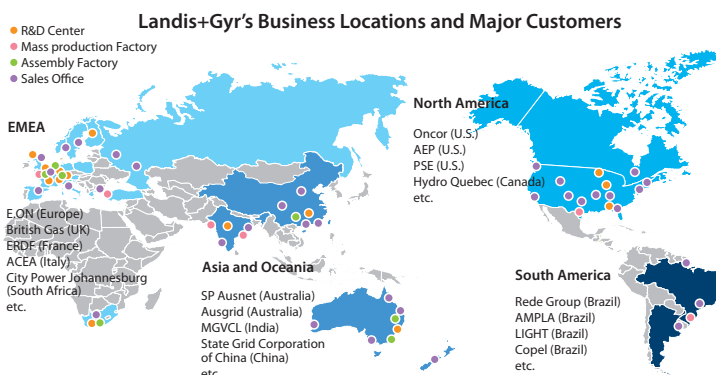 Landis+Gyr's Business Locations and Major Customers
R&D Center
Mass production Factory
Assembly Factory
Sales Office
EMEA
E.ON (Europe)
British Gas (UK)
ERDF (France)
ACEA (Italy)
City Power Johannesburg
(South Africa)
etc.
Asia and Oceania
SP Ausnet (Australia)
Ausgrid (Australia)
MGVCL (India)
State Grid Corporation
of China (China)
etc
North America
Oncor (U.S.)
AEP (U.S.)
PSE (U.S.)
Hydro Quebec (Canada)
etc.
South America
Rede Group (Brazil)
AMPLA (Brazil)
LIGHT (Brazil)
Copel (Brazil)
etc.